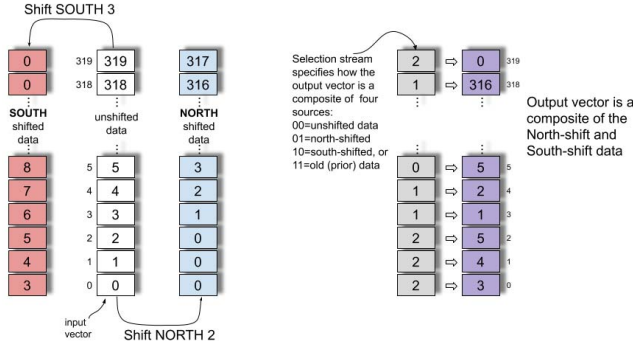 Shift SOUTH 3
0
0
SOUTH
shifted
data
8
7
6
5
4
3
319 319
318 318
unshifted
data
5 5
4 4
3 3
2 2
1 1
0 0
input
vector
317
316
NORTH
shifted
data
3
2
1
0
0
0
Shift NORTH 2
Selection stream
specifies how the
output vector is a
composite of four
sources:
00=unshifted data
01=north-shifted
10=south-shifted, or
11=old (prior) data
2 ⇨ 0 319
1 ⇨ 316 318
0 ⇨ 5 5
1 ⇨ 2 4
1 ⇨ 1 3
2 ⇨ 5 2
2 ⇨ 4 1
2 ⇨ 3 0
Output vector is a
composite of the
North-shift and
South-shift data